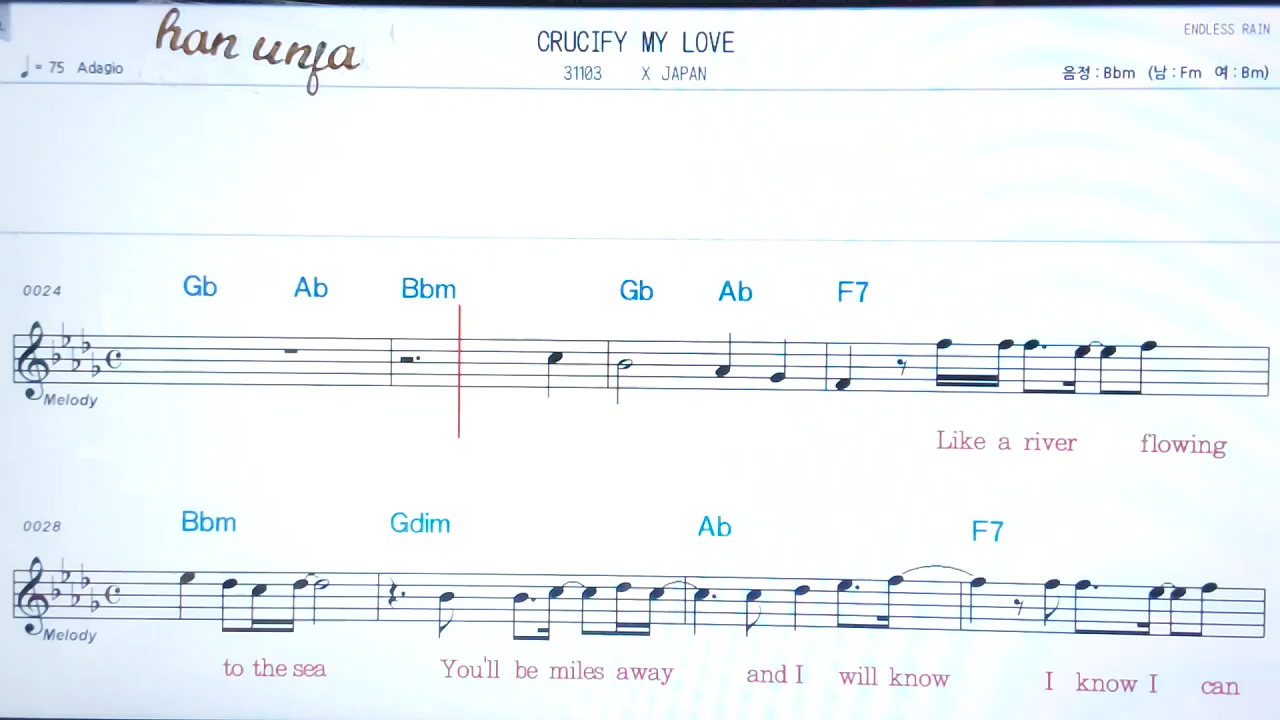 han unfa
CRUCIFY MY LOVE
ENDLESS RAIN
♩= 75 Adagio
31103 X JAPAN
음정 : Bbm (남 : Fm 여 : Bm)
0024
Gb Ab Bbm Gb Ab F7
Melody
Like a river flowing
0028
Bbm Gdim Ab F7
Melody
to the sea You'll be miles away and I will know I know I can